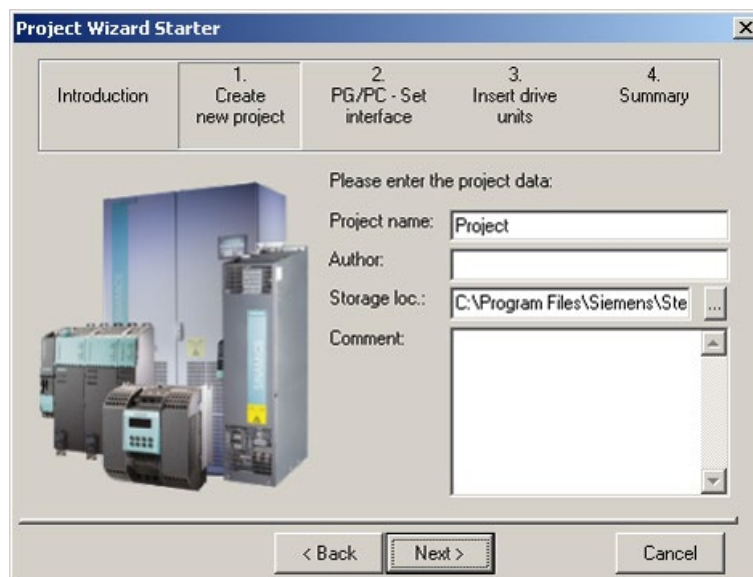 Project Wizard Starter
Introduction
1.
Create
new project
2.
PG/PC - Set
interface
3.
Insert drive
units
4.
Summary
Please enter the project data:
Project name:
Project
Author:
Storage loc.:
C:\Program Files\Siemens\Ste
...
Comment:
SINAMICS
SINAMICS
< Back
Next >
Cancel